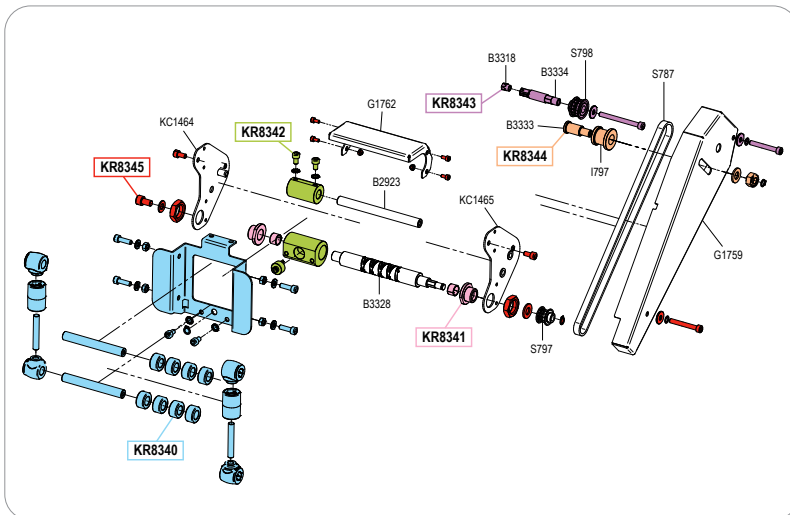 B3318
S798
B3334
S787
KR8343
G1762
KC1464
KR8342
B3333
KR8344
I797
KR8345
B2923
KC1465
G1759
B3328
KR8341
S797
KR8340